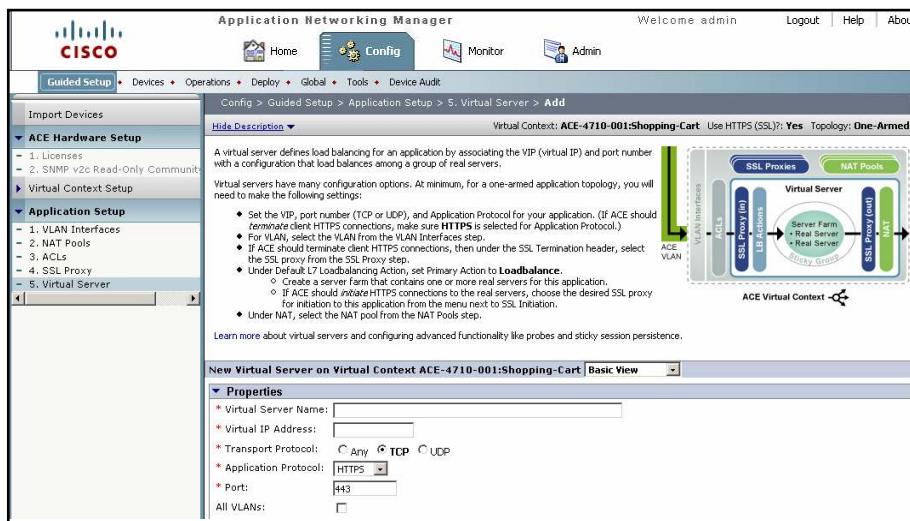 Application Networking Manager
Welcome admin
Logout
Help
CISCO
Home
Config
Monitor
Admin
Guided Setup
Devices
Operations
Deploy
Global
Tools
Device Audit
Import Devices
ACE Hardware Setup
1. Licenses
2. SNMP v2c Read-Only
Virtual Context Setup
Application Setup
1. VLAN Interfaces
2. NAT Pools
3. ACLs
4. SSL Proxy
5. Virtual Server
Config > Guided Setup > Application Setup > 5. Virtual Server > Add
Hide Description
Virtual Context: ACE-4710-001:Shopping-Cart Use HTTPS (SSL)?: Yes Topology: One-Armed
A virtual server defines load balancing for an application by associating the VIP (virtual IP) and port number
with a configuration that load balances among a group of real servers.
Virtual servers have many configuration options. At minimum, for a one-armed application topology, you will
need to make the following settings:
Set the VIP, port number (TCP or UDP), and Application Protocol for your application. (If ACE should
terminate client HTTPS connections, make sure HTTPS is selected for Application Protocol.)
For VLAN, select the VLAN from the VLAN Interfaces step.
If ACE should terminate client HTTPS connections, then under the SSL Termination header, select
the SSL proxy from the SSL Proxy step.
Under Default L7 Loadbalancing Action, set Primary Action to Loadbalance.
Create a server farm that contains one or more real servers for this application.
If ACE should initiate HTTPS connections to the real servers, choose the desired SSL proxy
for initiation to this application from the menu next to SSL Initiation.
Under NAT, select the NAT pool from the NAT Pools step.
Learn more about virtual servers and configuring advanced functionality like probes and sticky session persistence.
SSL Proxies
NAT Pools
Virtual Server
VLAN Interfaces
ACLs
SSL Proxy (in)
LB Actions
Server Farm
• Real Server
• Real Server
Sticky Group
SSL Proxy (out)
NAT
ACE
VLAN
ACE Virtual Context
New Virtual Server on Virtual Context ACE-4710-001:Shopping-Cart Basic View
Properties
* Virtual Server Name:
* Virtual IP Address:
* Transport Protocol: Any TCP UDP
* Application Protocol: HTTPS
* Port: 443
All VLANs: